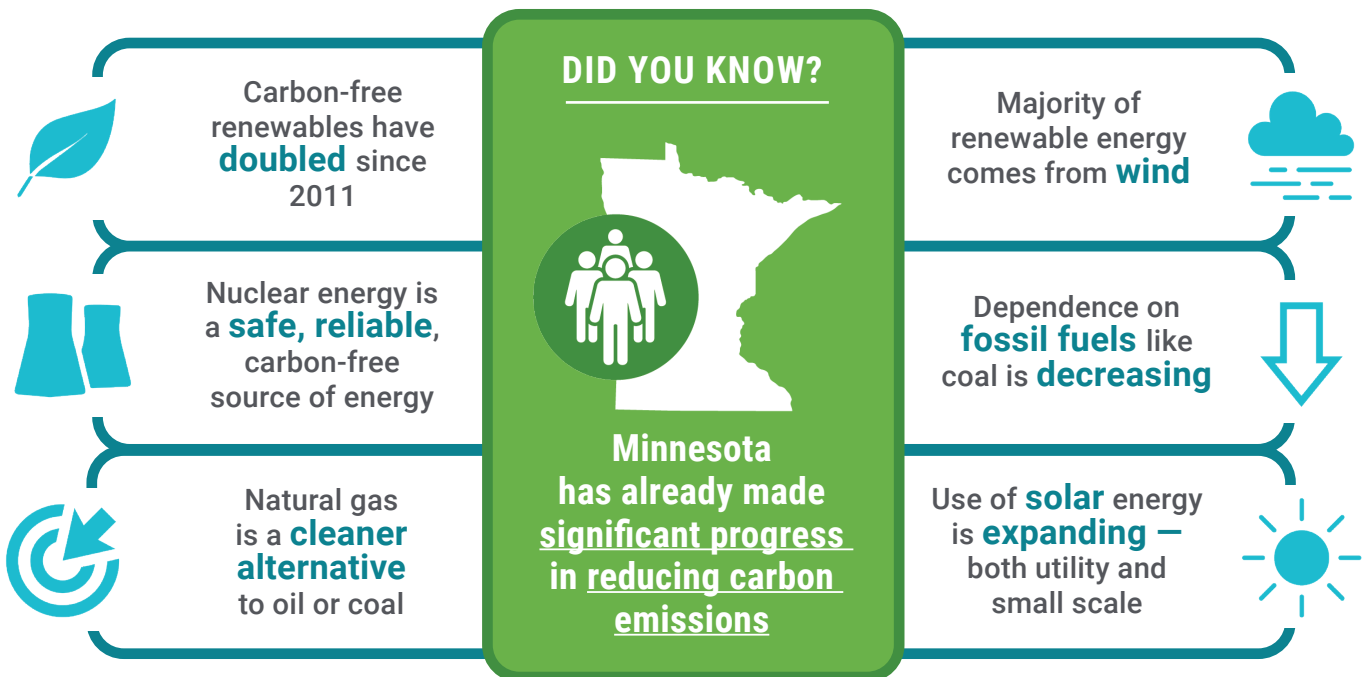 Carbon-free
renewables have
doubled since
2011
Nuclear energy is
a safe, reliable,
carbon-free
source of energy
Natural gas
is a cleaner
alternative
to oil or coal
DID YOU KNOW?
Minnesota
has already made
significant progress
in reducing carbon
emissions
Majority of
renewable energy
comes from wind
Dependence on
fossil fuels like
coal is decreasing
Use of solar energy
is expanding —
both utility and
small scale